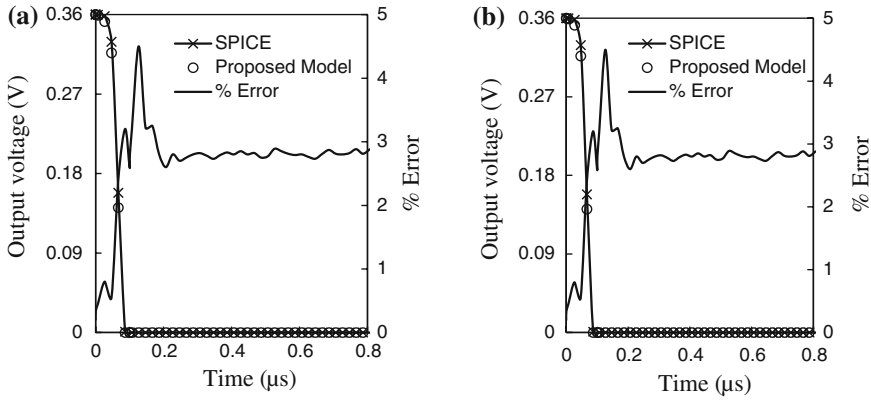 (a)
0.36
0.27
0.18
0.09
0
Output voltage (V)
5
4
3
2
1
0
% Error
SPICE
Proposed Model
% Error
0 0.2 0.4 0.6 0.8
Time (µs)
(b)
0.36
0.27
0.18
0.09
0
Output voltage (V)
5
4
3
2
1
0
% Error
SPICE
Proposed Model
% Error
0 0.2 0.4 0.6 0.8
Time (µs)